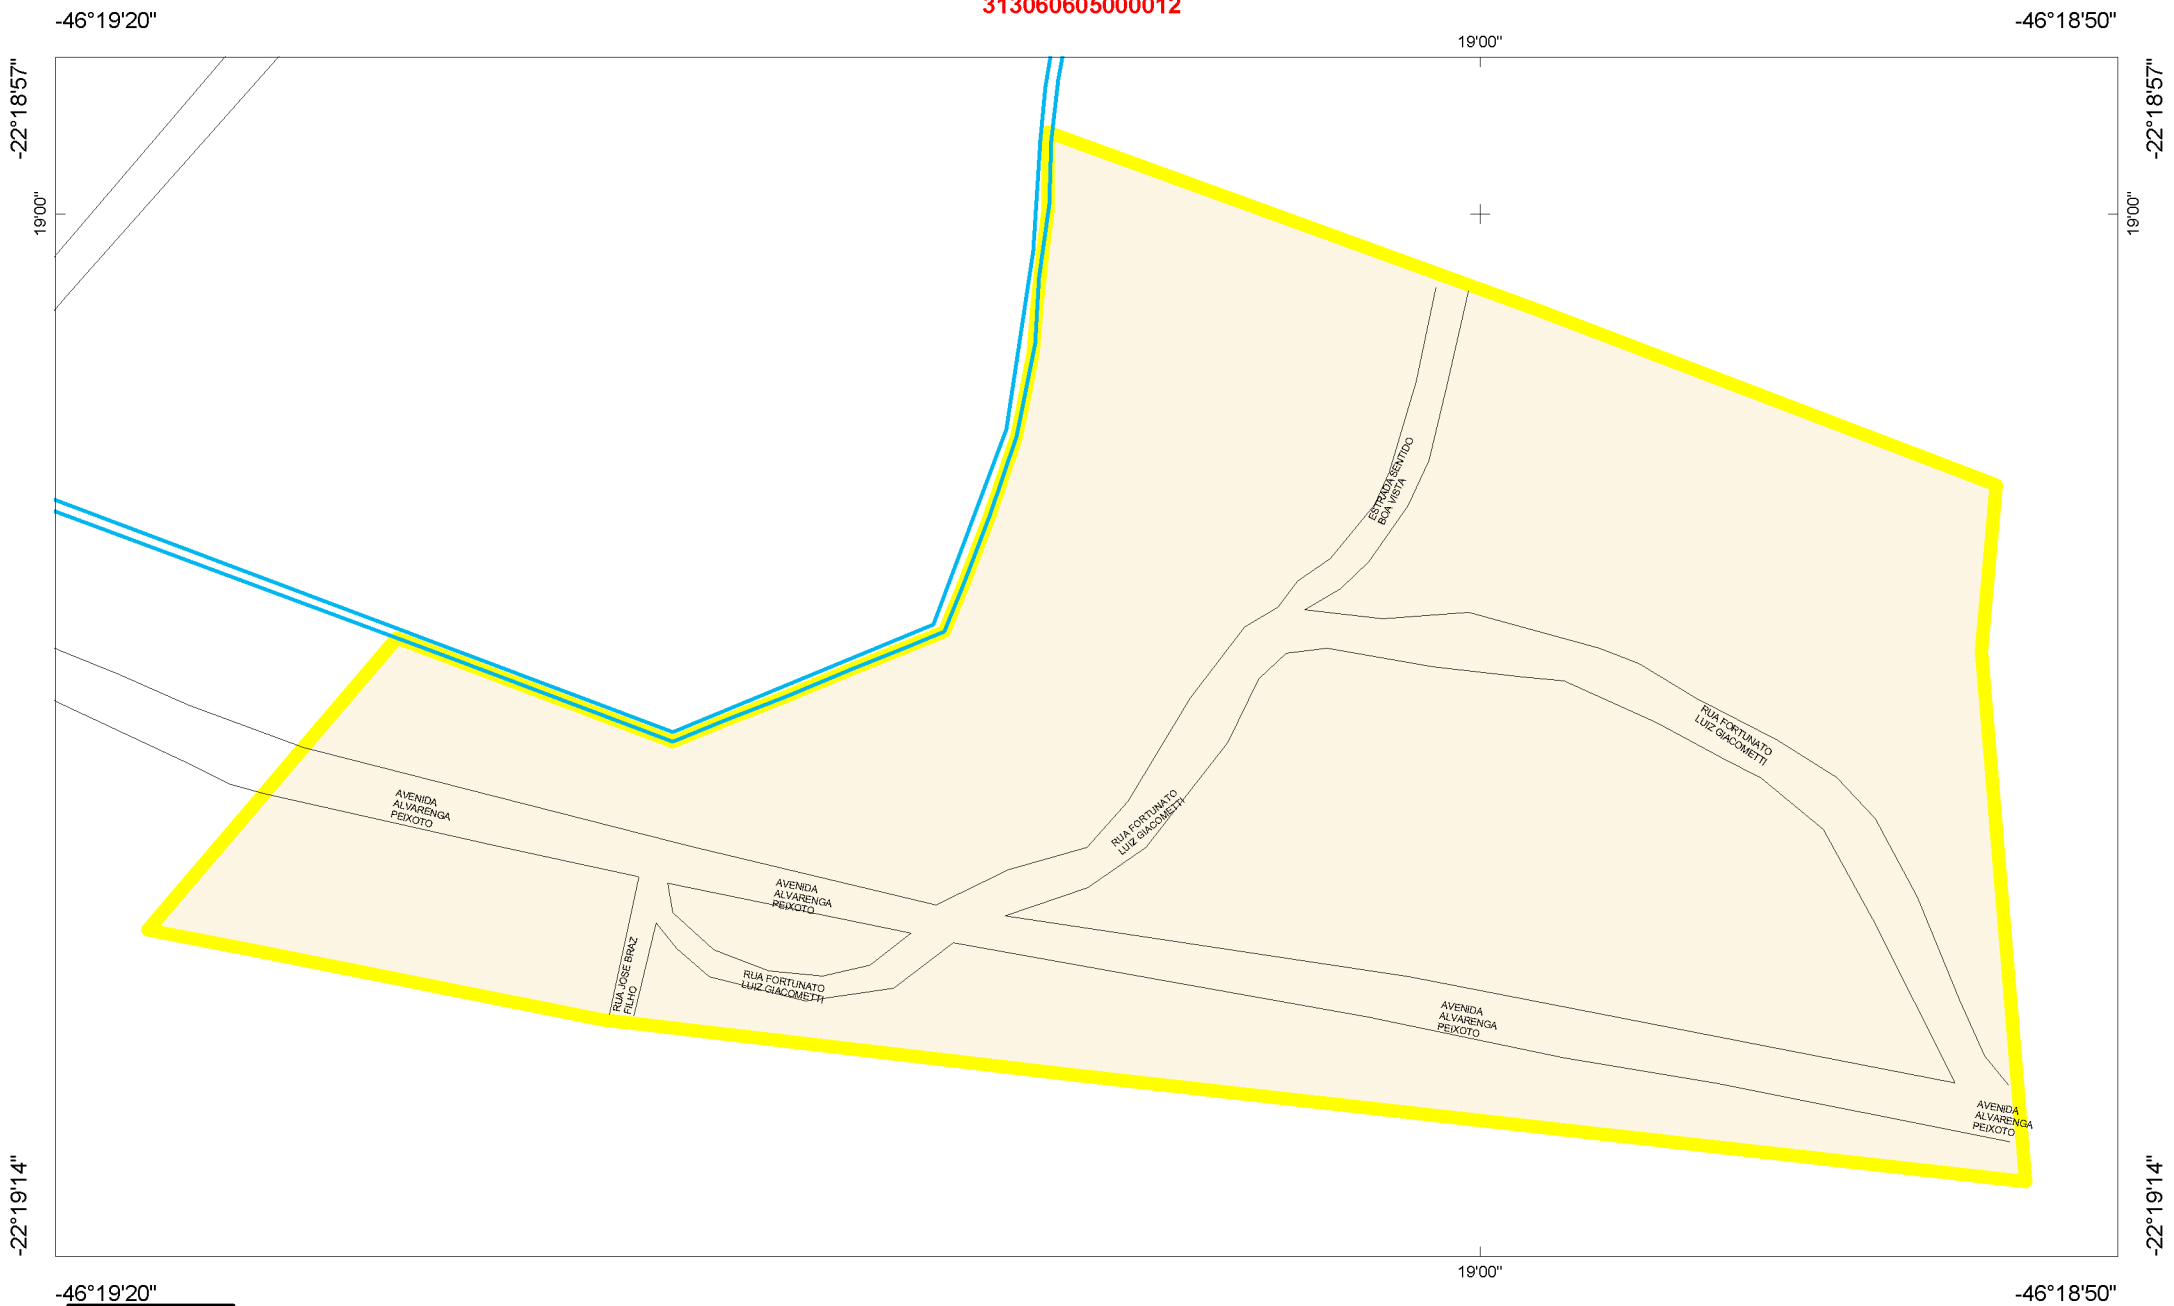 313060605000012
-46°19'20"
-46°18'50"
19'00"
-22°18'57"
-22°18'57"
19'00"
19'00"
ESTRADA SENTIDO
BOA VISTA
RUA FORTUNATO
LUIZ GIACOMETTI
RUA FORTUNATO
LUIZ GIACOMETTI
AVENIDA
ALVARENGA
PEIXOTO
AVENIDA
ALVARENGA
PEIXOTO
RUA JOSE BRAZ
FILHO
RUA FORTUNATO
LUIZ GIACOMETTI
AVENIDA
ALVARENGA
PEIXOTO
AVENIDA
ALVARENGA
PEIXOTO
-22°19'14"
-22°19'14"
19'00"
-46°19'20"
-46°18'50"